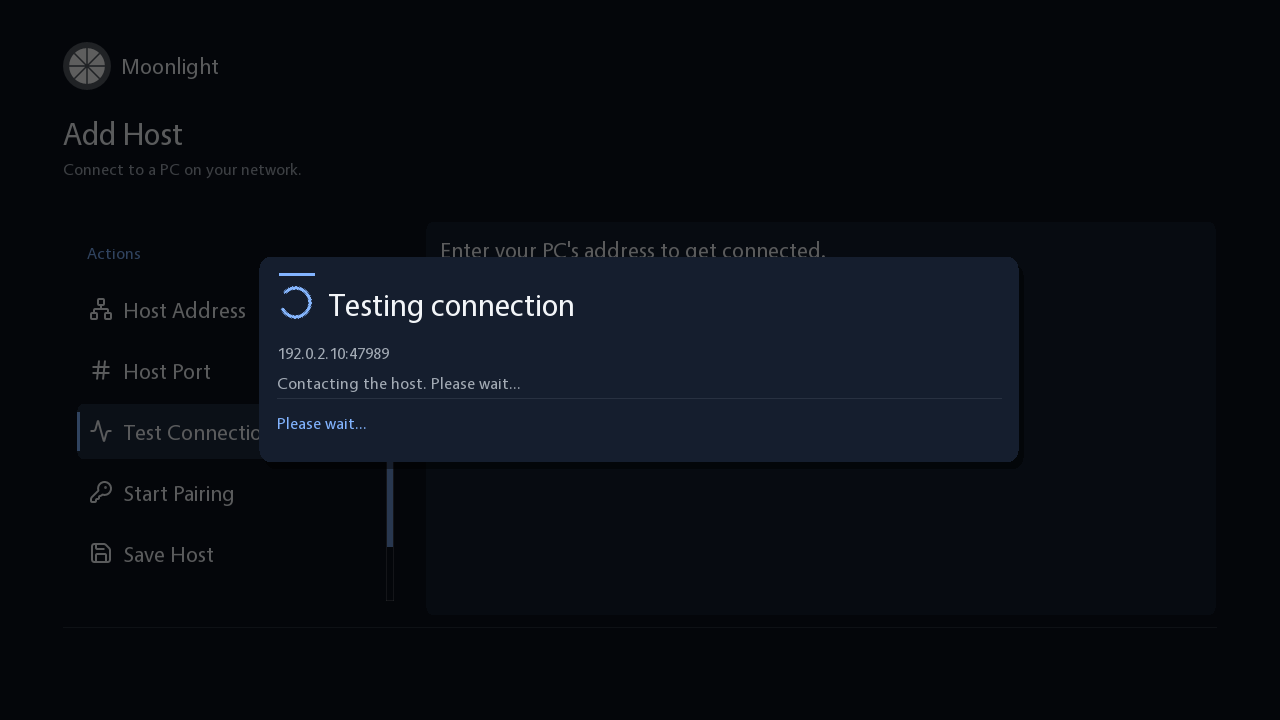 Moonlight
Add Host
Connect to a PC on your network.
Actions
Enter your PC's address to get connected.
Host Address
Host Port
Test Connectio
Start Pairing
Save Host
Testing connection
192.0.2.10:47989
Contacting the host. Please wait...
Please wait...